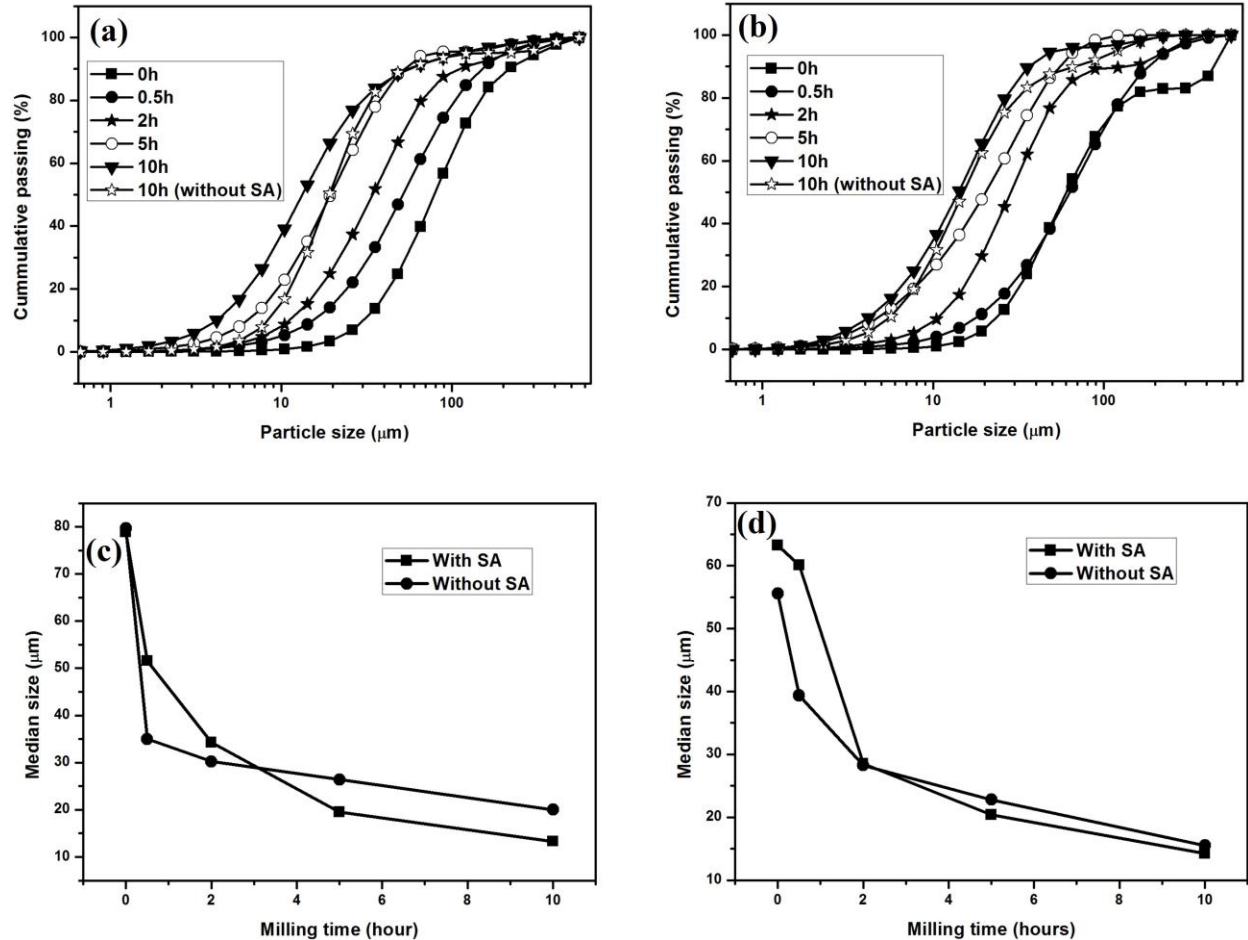 (a)
100
80
60
40
20
0
Cummulative passing (%)
0h
0.5h
2h
5h
10h
10h (without SA)
1
10
100
Particle size (μm)
(b)
100
80
60
40
20
0
Cummulative passing (%)
0h
0.5h
2h
5h
10h
10h (without SA)
1
10
100
Particle size (μm)
(c)
80
70
60
50
40
30
20
10
Median size (μm)
With SA
Without SA
0
2
4
6
8
10
Milling time (hour)
(d)
70
60
50
40
30
20
10
Median size (μm)
With SA
Without SA
0
2
4
6
8
10
Milling time (hours)